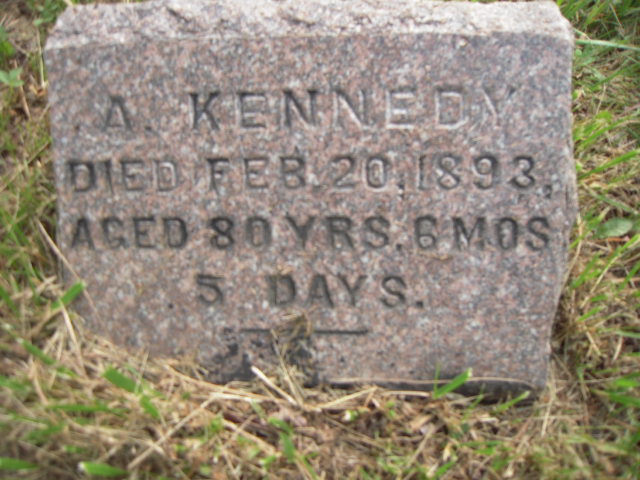 A. KENNEDY
DIED FEB. 20, 1893,
AGED 80 YRS. 6 MOS
5 DAYS.